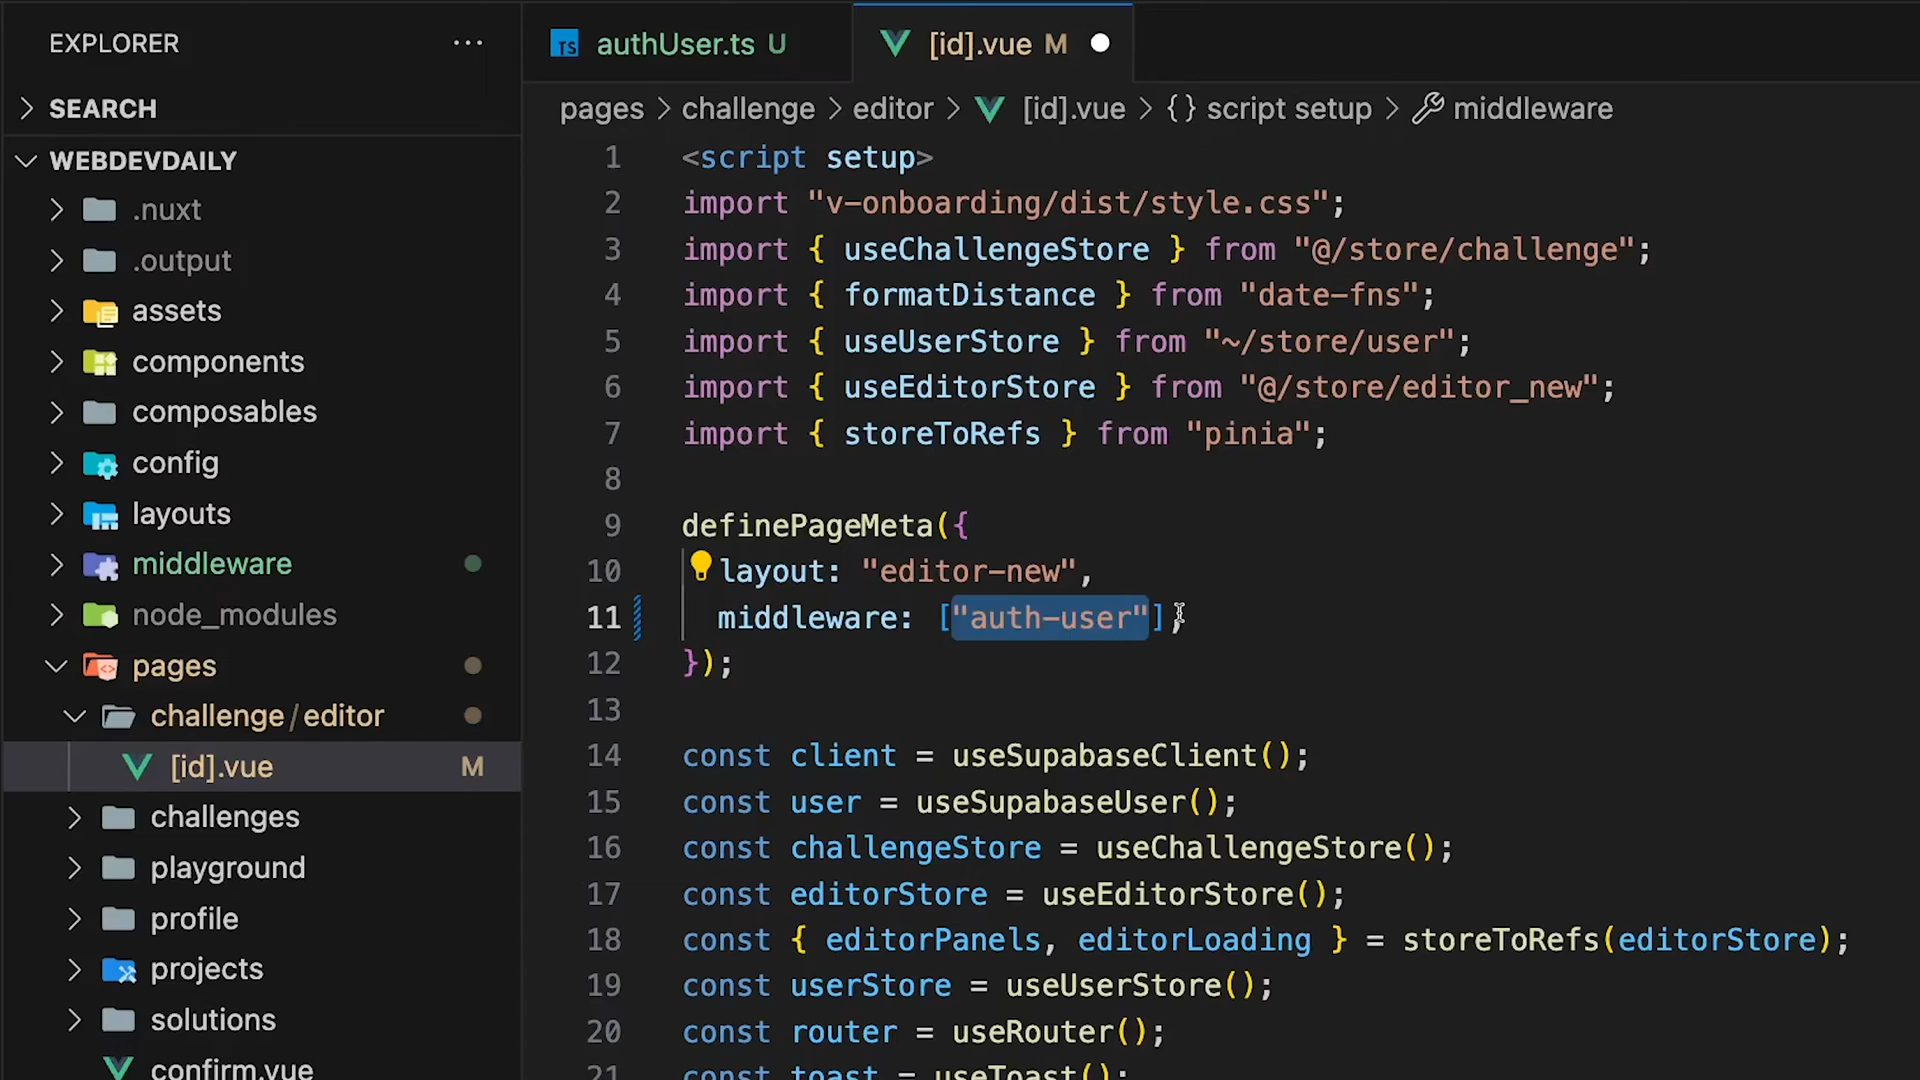 EXPLORER
SEARCH
WEBDEVDAILY
.nuxt
.output
assets
components
composables
config
layouts
middleware
node_modules
pages
challenge/editor
[id].vue M
challenges
playground
profile
projects
solutions
confirm.vue
TS authUser.ts U
[id].vue M
pages > challenge > editor > [id].vue > {} script setup > middleware
1 <script setup>
2 import "v-onboarding/dist/style.css";
3 import { useChallengeStore } from "@/store/challenge";
4 import { formatDistance } from "date-fns";
5 import { useUserStore } from "~/store/user";
6 import { useEditorStore } from "@/store/editor_new";
7 import { storeToRefs } from "pinia";
8
9 definePageMeta({
10 layout: "editor-new",
11 middleware: ["auth-user"],
12 });
13
14 const client = useSupabaseClient();
15 const user = useSupabaseUser();
16 const challengeStore = useChallengeStore();
17 const editorStore = useEditorStore();
18 const { editorPanels, editorLoading } = storeToRefs(editorStore);
19 const userStore = useUserStore();
20 const router = useRouter();
21 const toast = useToast();